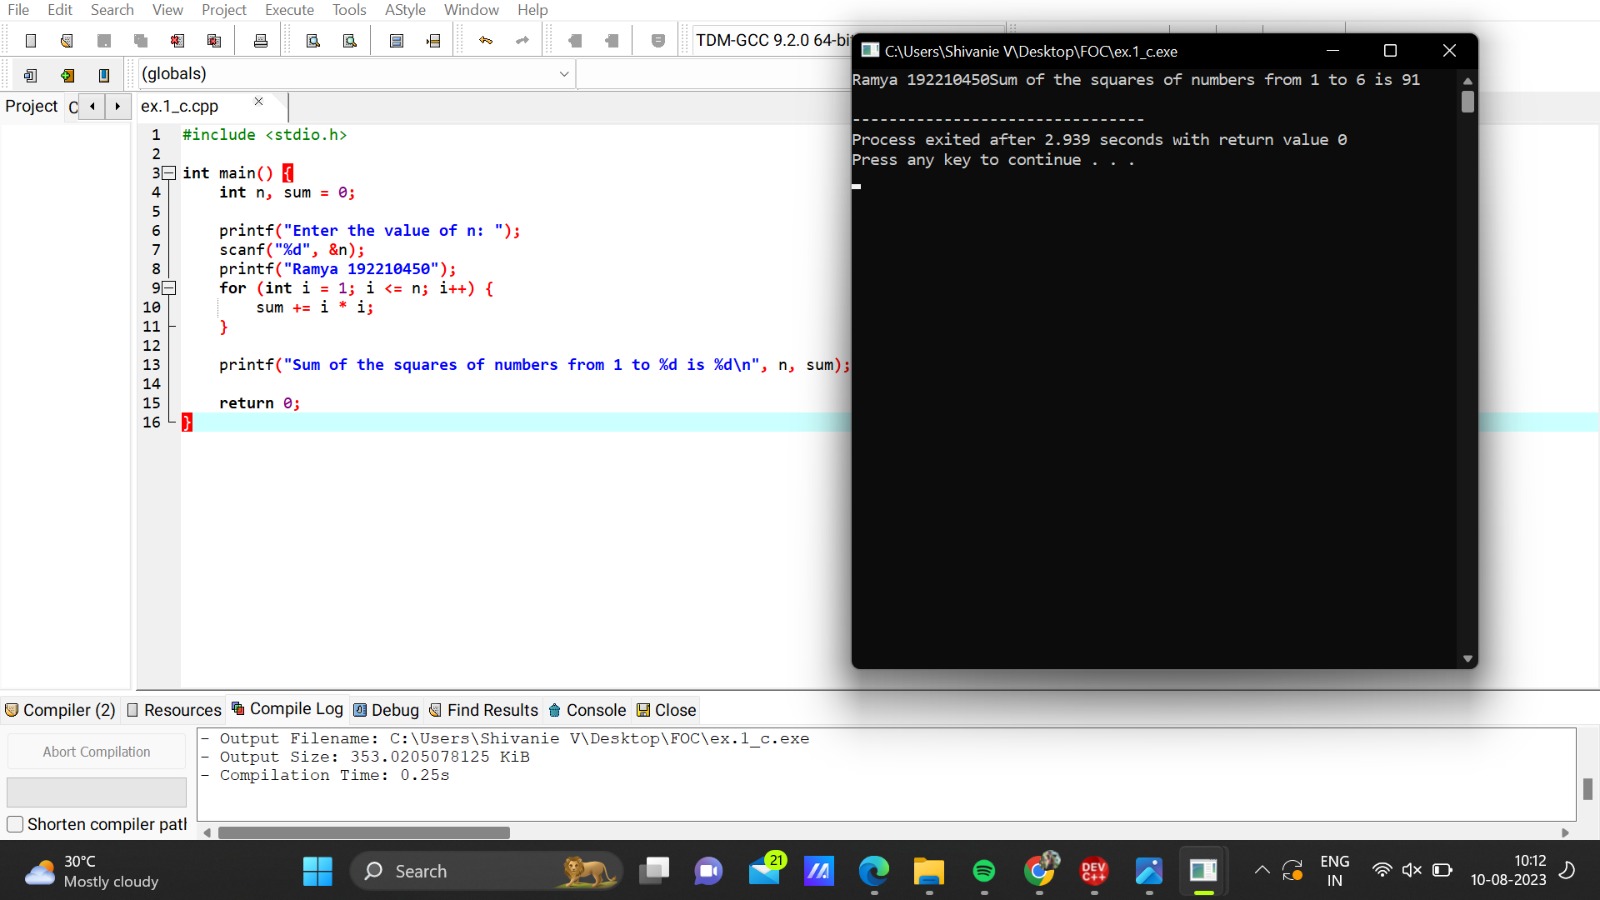 File Edit Search View Project Execute Tools AStyle Window Help
TDM-GCC 9.2.0 64-bi
(globals)
Project C
ex.1_c.cpp
1 #include <stdio.h>
2
3 int main() {
4 int n, sum = 0;
5
6 printf("Enter the value of n: ");
7 scanf("%d", &n);
8 printf("Ramya 192210450");
9 for (int i = 1; i <= n; i++) {
10 sum += i * i;
11 }
12
13 printf("Sum of the squares of numbers from 1 to %d is %d\n", n, sum);
14
15 return 0;
16 }
C:\Users\Shivanie V\Desktop\FOC\ex.1_c.exe
Ramya 192210450Sum of the squares of numbers from 1 to 6 is 91
--------------------------------
Process exited after 2.939 seconds with return value 0
Press any key to continue . . .
Compiler (2) Resources Compile Log Debug Find Results Console Close
Abort Compilation
Shorten compiler path
- Output Filename: C:\Users\Shivanie V\Desktop\FOC\ex.1_c.exe
- Output Size: 353.0205078125 KiB
- Compilation Time: 0.25s
30°C
Mostly cloudy
Search
21
DEV
C++
ENG
IN
10:12
10-08-2023